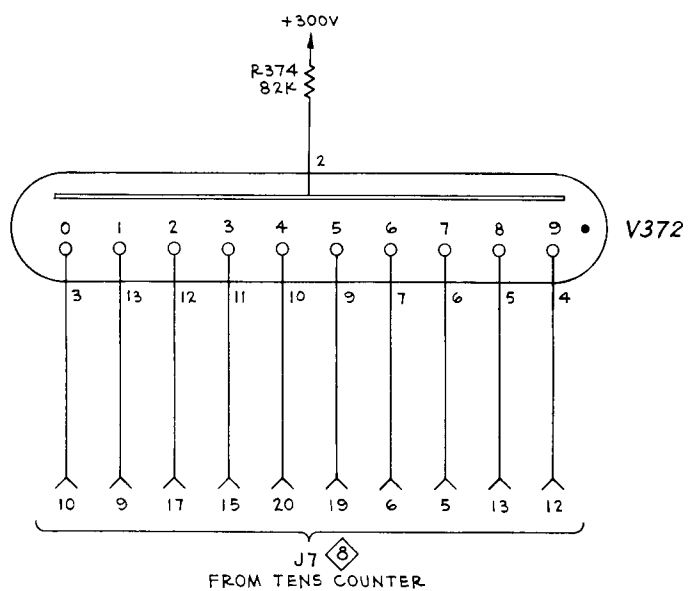 +300V
R374
82K
2
0 1 2 3 4 5 6 7 8 9
V372
3 13 12 11 10 9 7 6 5 4
10 9 17 15 20 19 6 5 13 12
J7 8
FROM TENS COUNTER